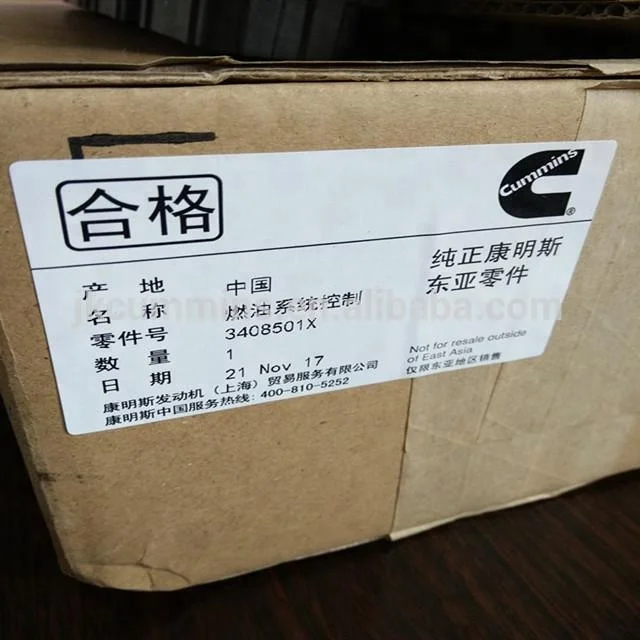 合格
Cummins
®
纯正康明斯
东亚零件
产 地 中国
名 称 燃油系统控制
零件号 3408501X
数 量 1
日 期 21 Nov 17
Not for resale outside
of East Asia
仅限东亚地区销售
康明斯发动机（上海）贸易服务有限公司
康明斯中国服务热线: 400-810-5252
jkcummins.en.alibaba.com